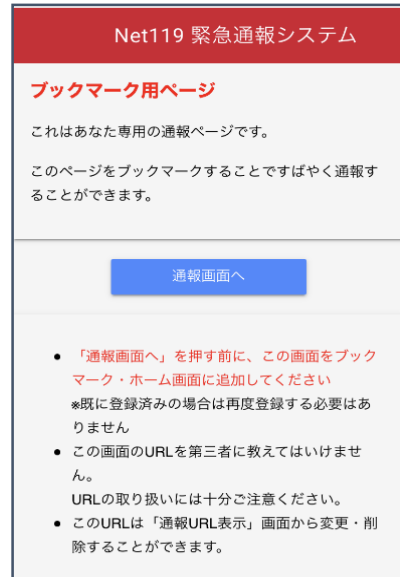 Net119 緊急通報システム
ブックマーク用ページ
これはあなた専用の通報ページです。
このページをブックマークすることですばやく通報す
ることができます。
通報画面へ
● 「通報画面へ」を押す前に、この画面をブック
マーク・ホーム画面に追加してください
※既に登録済みの場合は再度登録する必要はあ
りません
● この画面のURLを第三者に教えてはいけませ
ん。
URLの取り扱いには十分ご注意ください。
● このURLは「通報URL表示」画面から変更・削
除することができます。